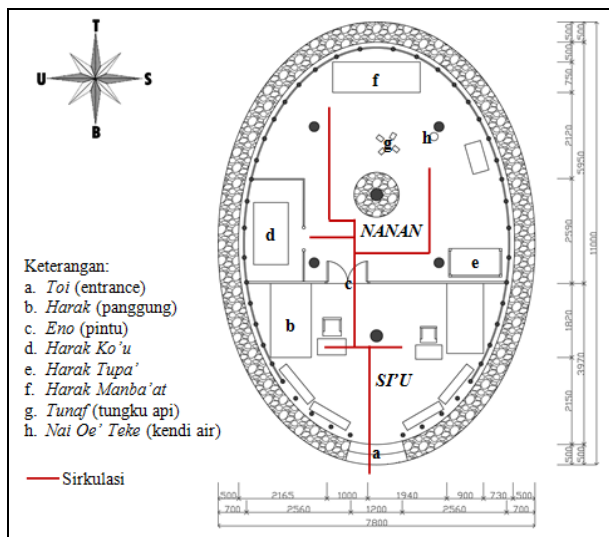 T
U
S
B
f
g
h
NANAN
d
e
c
b
SI'U
a
Keterangan:
a. Toi (entrance)
b. Harak (panggung)
c. Eno (pintu)
d. Harak Ko'u
e. Harak Tupa'
f. Harak Manba'at
g. Tunaf (tungku api)
h. Nai Oe' Teke (kendi air)
Sirkulasi
500 500
500
750
2120
5950
2590
11000
1820
3970
2150
500 500
500 2165 1000 1940 900 730 500
700 2560 1200 2560 700
7800